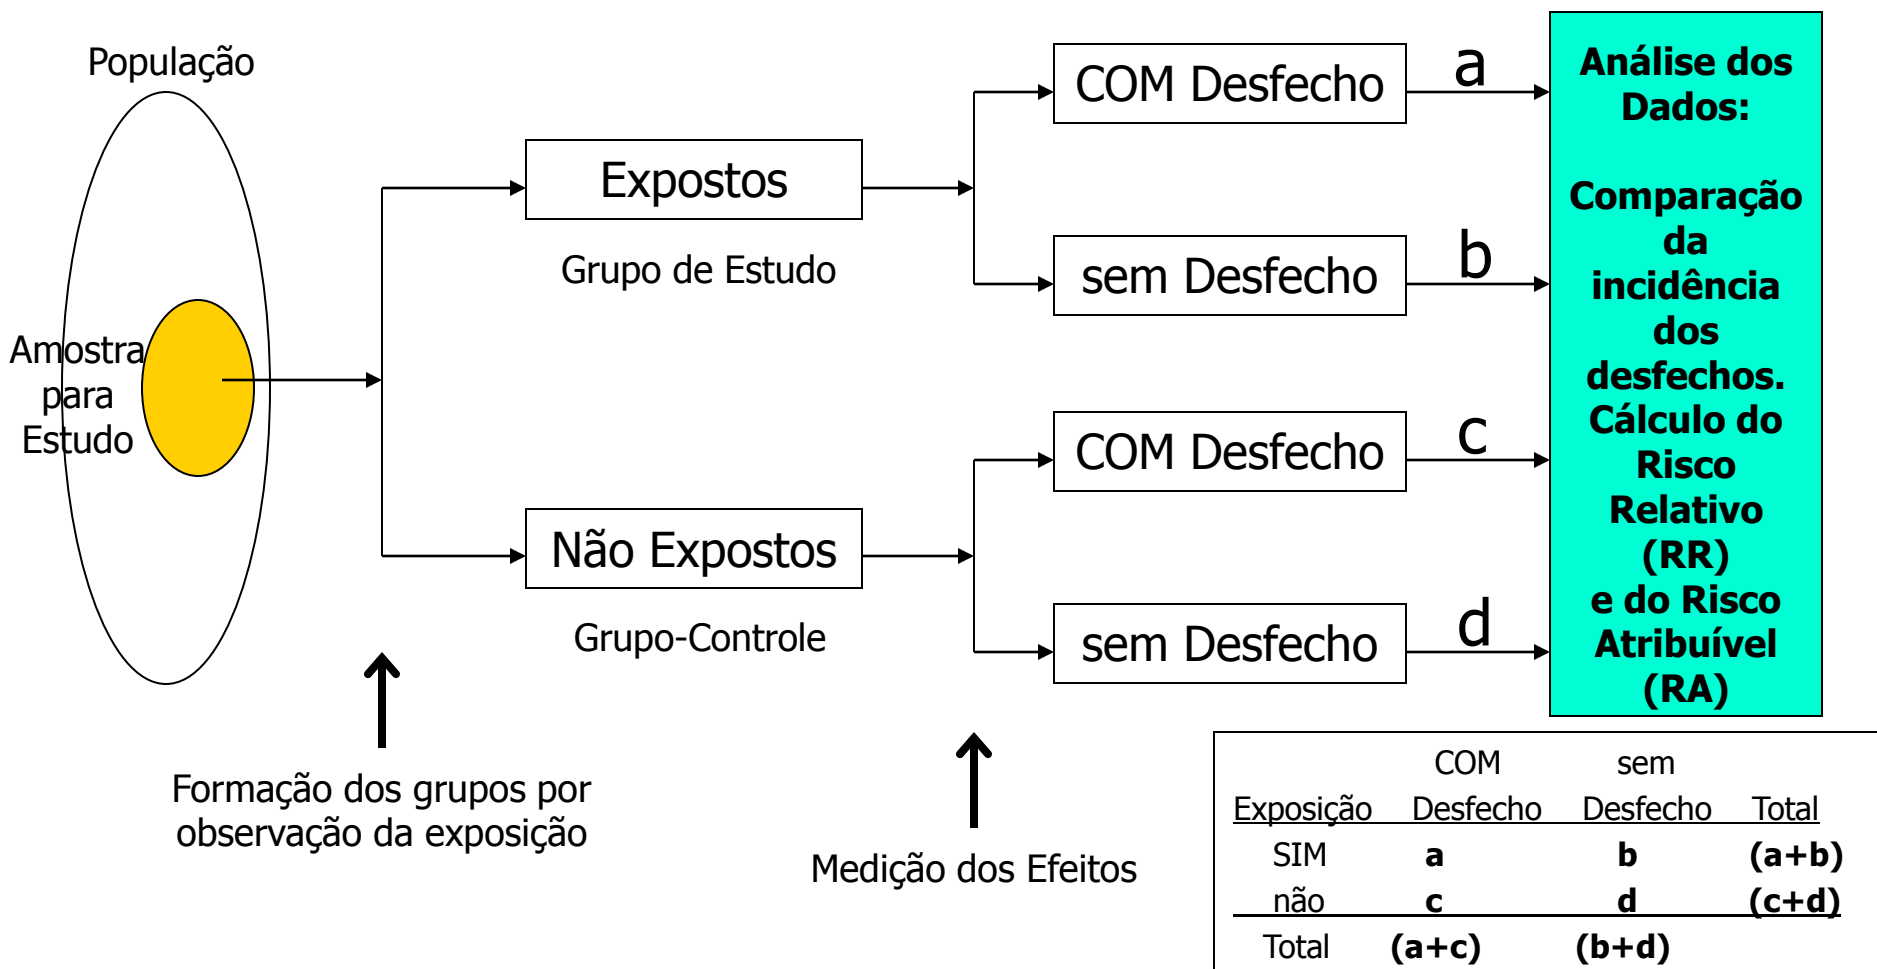 População
Amostra
para
Estudo
Expostos
Grupo de Estudo
Não Expostos
Grupo-Controle
COM Desfecho
sem Desfecho
COM Desfecho
sem Desfecho
a
b
c
d
Análise dos
Dados:
Comparação
da
incidência
dos
desfechos.
Cálculo do
Risco
Relativo
(RR)
e do Risco
Atribuível
(RA)
Formação dos grupos por
observação da exposição
Medição dos Efeitos
COM sem
Exposição Desfecho Desfecho Total
SIM a b (a+b)
não c d (c+d)
Total (a+c) (b+d)